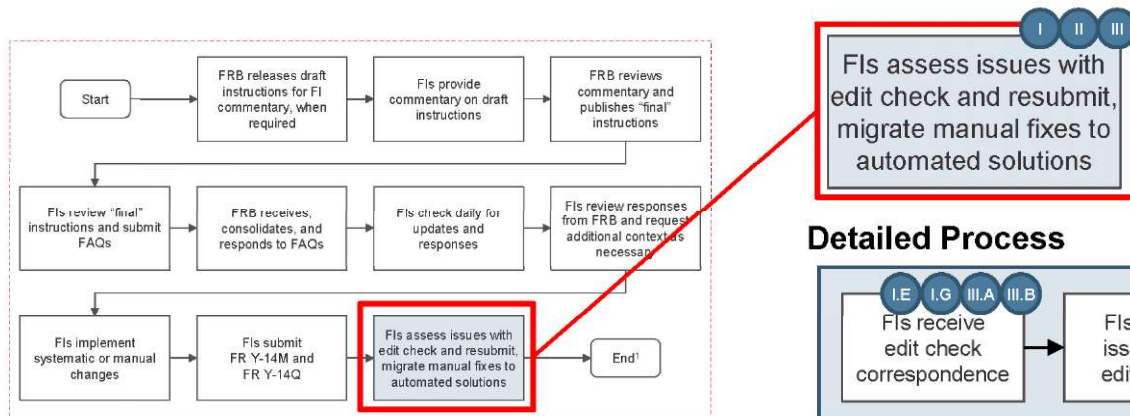 Start
FRB releases draft
instructions for FI
commentary, when
required
FIs provide
commentary on draft
instructions
FRB reviews
commentary and
publishes “final”
instructions
FIs review “final”
instructions and submit
FAQs
FRB receives,
consolidates, and
responds to FAQs
FIs check daily for
updates and
responses
FIs review responses
from FRB and request
additional context as
necessary
FIs implement
systematic or manual
changes
FIs submit
FR Y-14M and
FR Y-14Q
FIs assess issues with
edit check and resubmit,
migrate manual fixes to
automated solutions
End¹
I II III
FIs assess issues with
edit check and resubmit,
migrate manual fixes to
automated solutions
Detailed Process
I.E I.G III.A III.B
FIs receive
edit check
correspondence
FIs
iss
edi